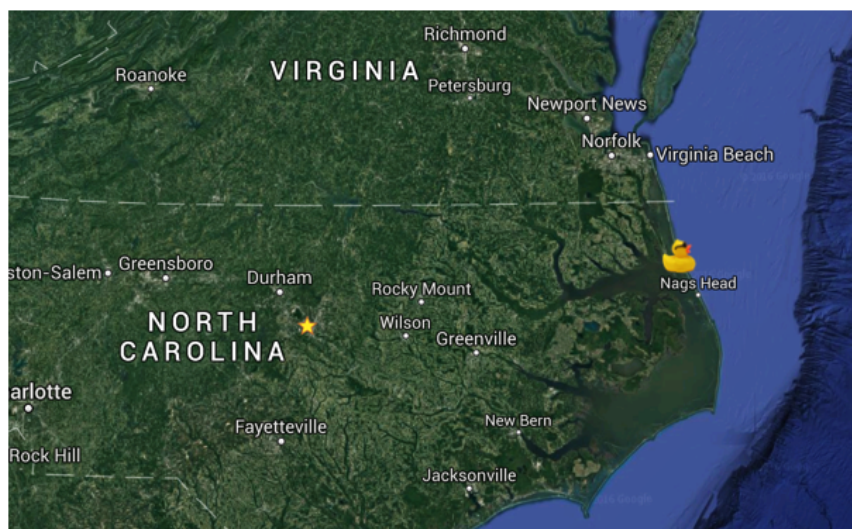 Richmond
Roanoke
VIRGINIA
Petersburg
Newport News
Norfolk
Virginia Beach
ston-Salem
Greensboro
Durham
Nags Head
Rocky Mount
NORTH
CAROLINA
Wilson
Greenville
arlotte
Fayetteville
New Bern
Rock Hill
Jacksonville